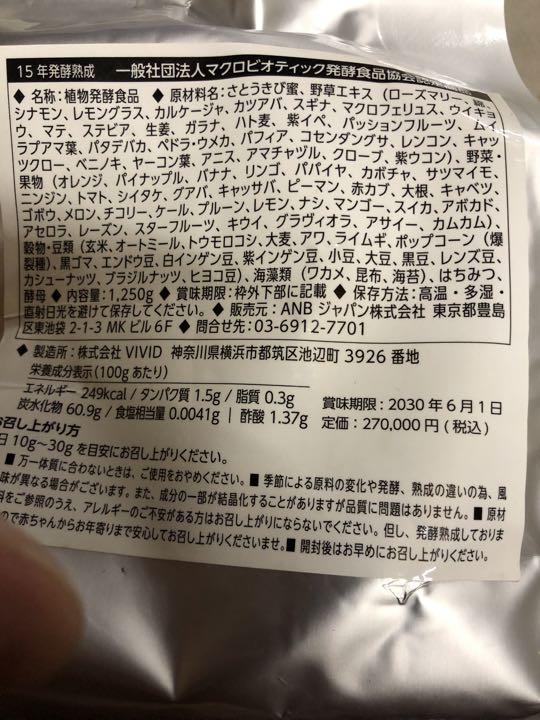 15年発酵熟成 一般社団法人マクロビオティック発酵食品協会
◆ 名称:植物発酵食品 ◆ 原材料名:さとうきび蜜、野草エキス(ローズマリー、
シナモン、レモングラス、カルケージャ、カツアバ、スギナ、マクロフェリュス、ウイキョ
ウ、マテ、ステビア、生姜、ガラナ、ハト麦、紫イペ、パッションフルーツ、ムイ
ラプアマ葉、パタデバカ、ペドラ・ウメカ、パフィア、コセンダングサ、レンコン、キャッ
ツクロー、ベニノキ、ヤーコン葉、アニス、アマチャヅル、クローブ、紫ウコン)、野菜・
果物(オレンジ、パイナップル、バナナ、リンゴ、パパイヤ、カボチャ、サツマイモ、
ニンジン、トマト、シイタケ、グアバ、キャッサバ、ピーマン、赤カブ、大根、キャベツ、
ゴボウ、メロン、チコリー、ケール、プルーン、レモン、ナシ、マンゴー、スイカ、アボカド、
アセロラ、レーズン、スターフルーツ、キウイ、グラヴィオラ、アサイー、カムカム)、
穀物・豆類(玄米、オートミール、トウモロコシ、大麦、アワ、ライムギ、ポップコーン(爆
裂種)、黒ゴマ、エンドウ豆、白インゲン豆、紫インゲン豆、小豆、大豆、黒豆、レンズ豆、
カシューナッツ、ブラジルナッツ、ヒヨコ豆)、海藻類(ワカメ、昆布、海苔)、はちみつ、
酵母 ◆ 内容量:1,250g ◆ 賞味期限:枠外下部に記載 ◆ 保存方法:高温・多湿・
直射日光を避けて保存してください。◆ 販売元:ANB ジャパン株式会社 東京都豊島
区東池袋 2-1-3 MKビル6F ◆ 問合せ先:03-6912-7701
◆ 製造所:株式会社 VIVID 神奈川県横浜市都筑区池辺町 3926 番地
栄養成分表示(100gあたり)
エネルギー 249kcal / タンパク質 1.5g / 脂質 0.3g
炭水化物 60.9g / 食塩相当量 0.0041g | 酢酸 1.37g
賞味期限:2030年6月1日
定価:270,000円(税込)
お召し上がり方
日 10g~30g を目安にお召し上がりください。
■ 万一体質に合わないときは、ご使用をおやめください。■ 季節による原料の変化や発酵、熟成の違いの為、風
味が異なる場合がございます。また、成分の一部が結晶化することがありますが品質に問題はありません。■ 原材
料をご参照のうえ、アレルギーのご不安がある方はお召し上がりにならないでください。但し、発酵熟成しておりま
ので赤ちゃんからお年寄りまで安心してお召し上がりくださいませ。■ 開封後はお早めにお召し上がりください。